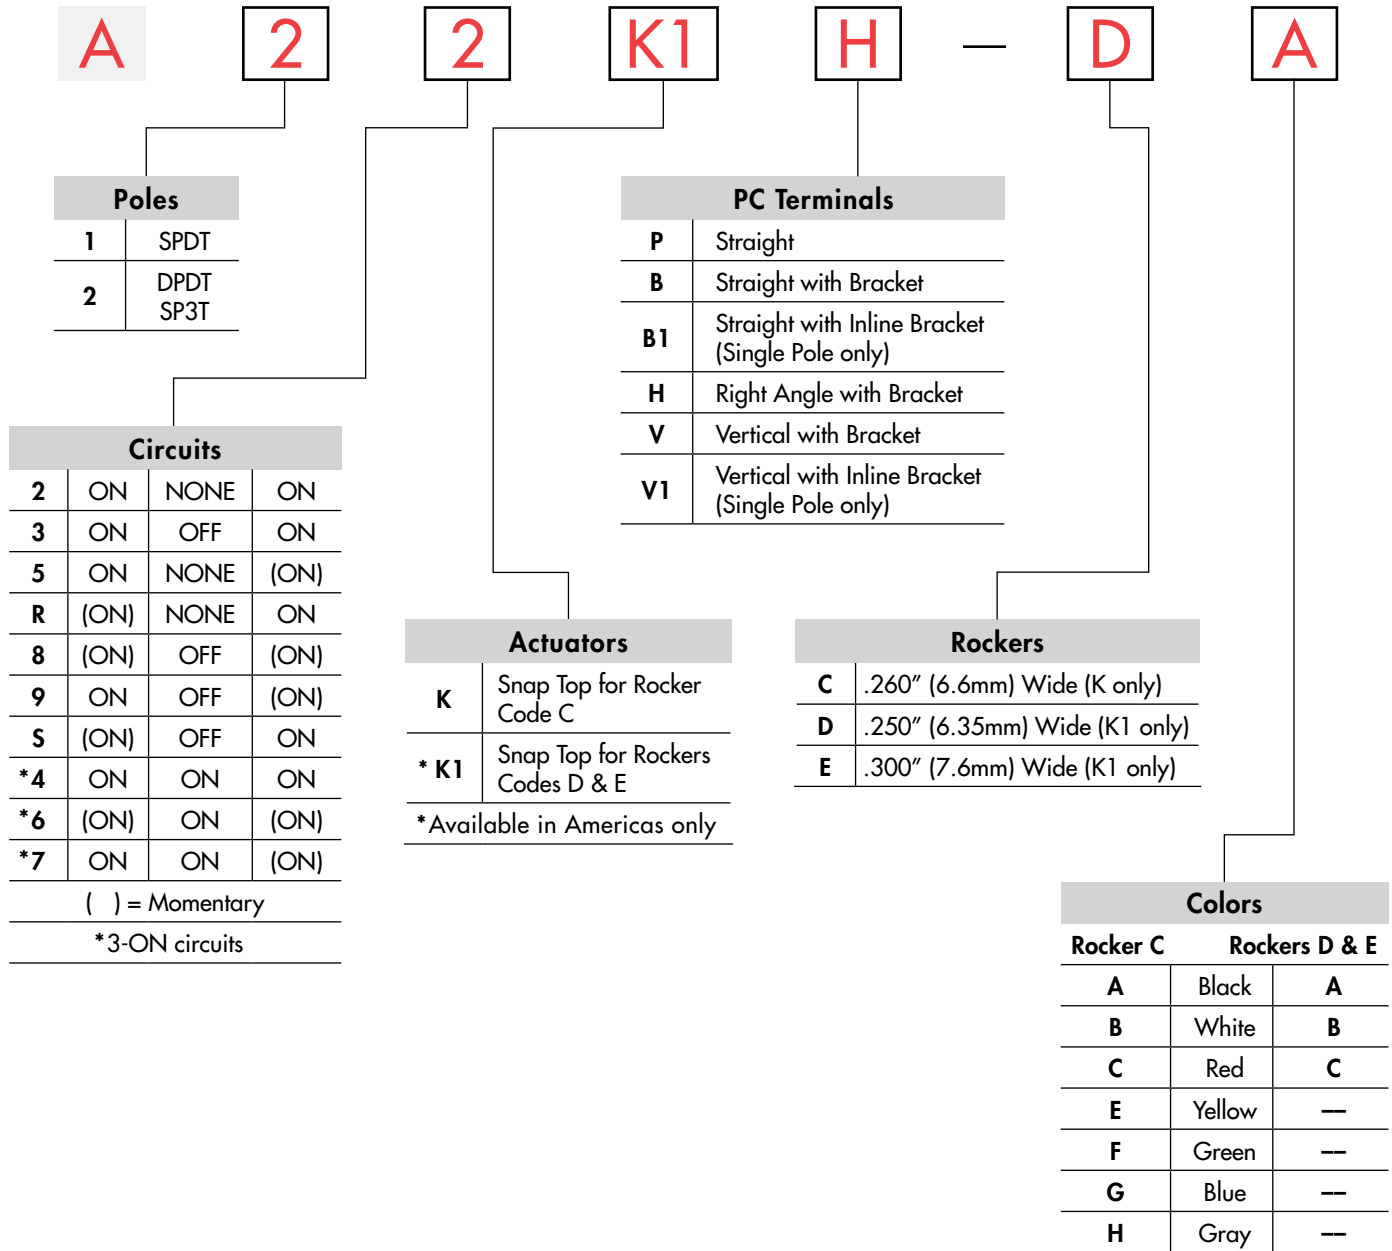 A 2 2 K1 H — D A
Poles
1 SPDT
2 DPDT
SP3T
PC Terminals
P Straight
B Straight with Bracket
B1 Straight with Inline Bracket
(Single Pole only)
H Right Angle with Bracket
V Vertical with Bracket
V1 Vertical with Inline Bracket
(Single Pole only)
Circuits
2 ON NONE ON
3 ON OFF ON
5 ON NONE (ON)
R (ON) NONE ON
8 (ON) OFF (ON)
9 ON OFF (ON)
S (ON) OFF ON
*4 ON ON ON
*6 (ON) ON (ON)
*7 ON ON (ON)
( ) = Momentary
*3-ON circuits
Actuators
K Snap Top for Rocker
Code C
* K1 Snap Top for Rockers
Codes D & E
*Available in Americas only
Rockers
C .260″ (6.6mm) Wide (K only)
D .250″ (6.35mm) Wide (K1 only)
E .300″ (7.6mm) Wide (K1 only)
Colors
Rocker C Rockers D & E
A Black A
B White B
C Red C
E Yellow —
F Green —
G Blue —
H Gray —